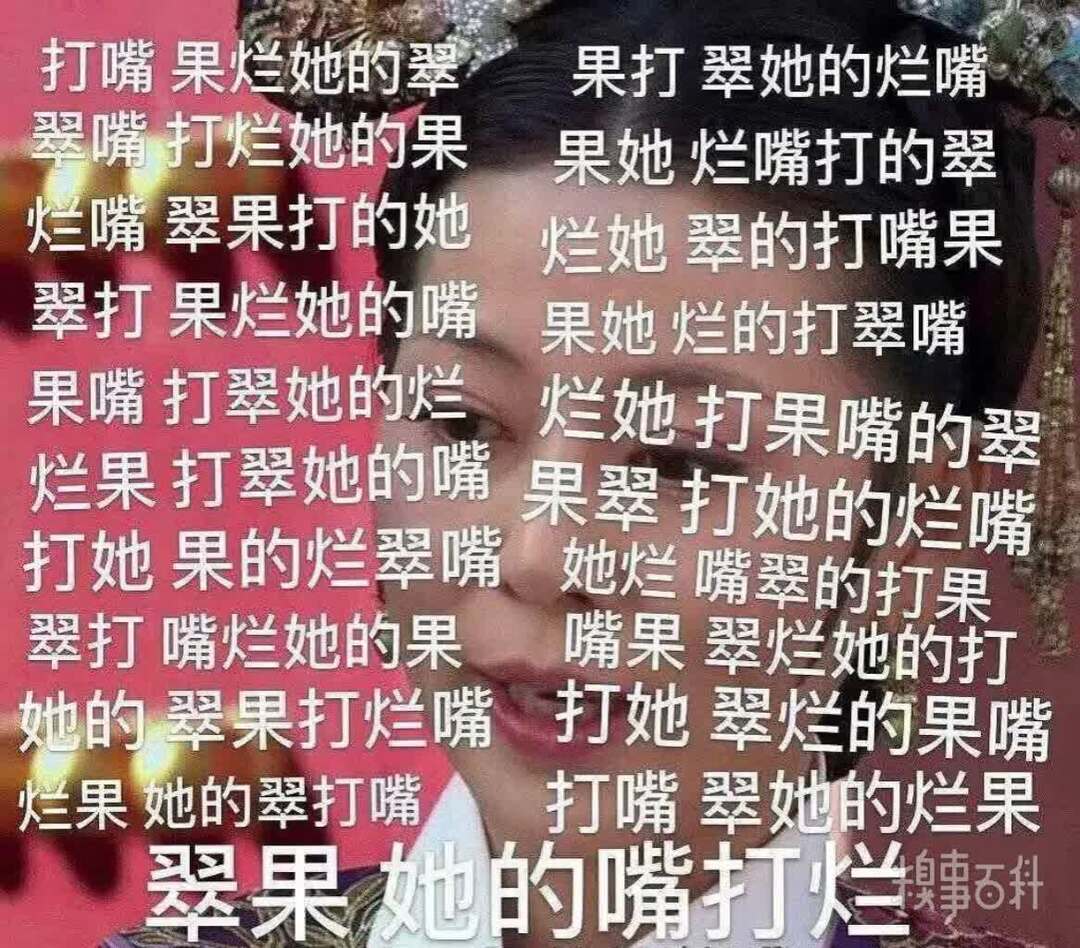 打嘴 果烂她的翠
翠嘴 打烂她的果
烂嘴 翠果打的她
翠打 果烂她的嘴
果嘴 打翠她的烂
烂果 打翠她的嘴
打她 果的烂翠嘴
翠打 嘴烂她的果
她的 翠果打烂嘴
烂果 她的翠打嘴
果打 翠她的烂嘴
果她 烂嘴打的翠
烂她 翠的打嘴果
果她 烂的打翠嘴
烂她 打果嘴的翠
果翠 打她的烂嘴
她烂 嘴翠的打果
嘴果 翠烂她的打
打她 翠烂的果嘴
打嘴 翠她的烂果
翠果 她的嘴打烂
糗事百科